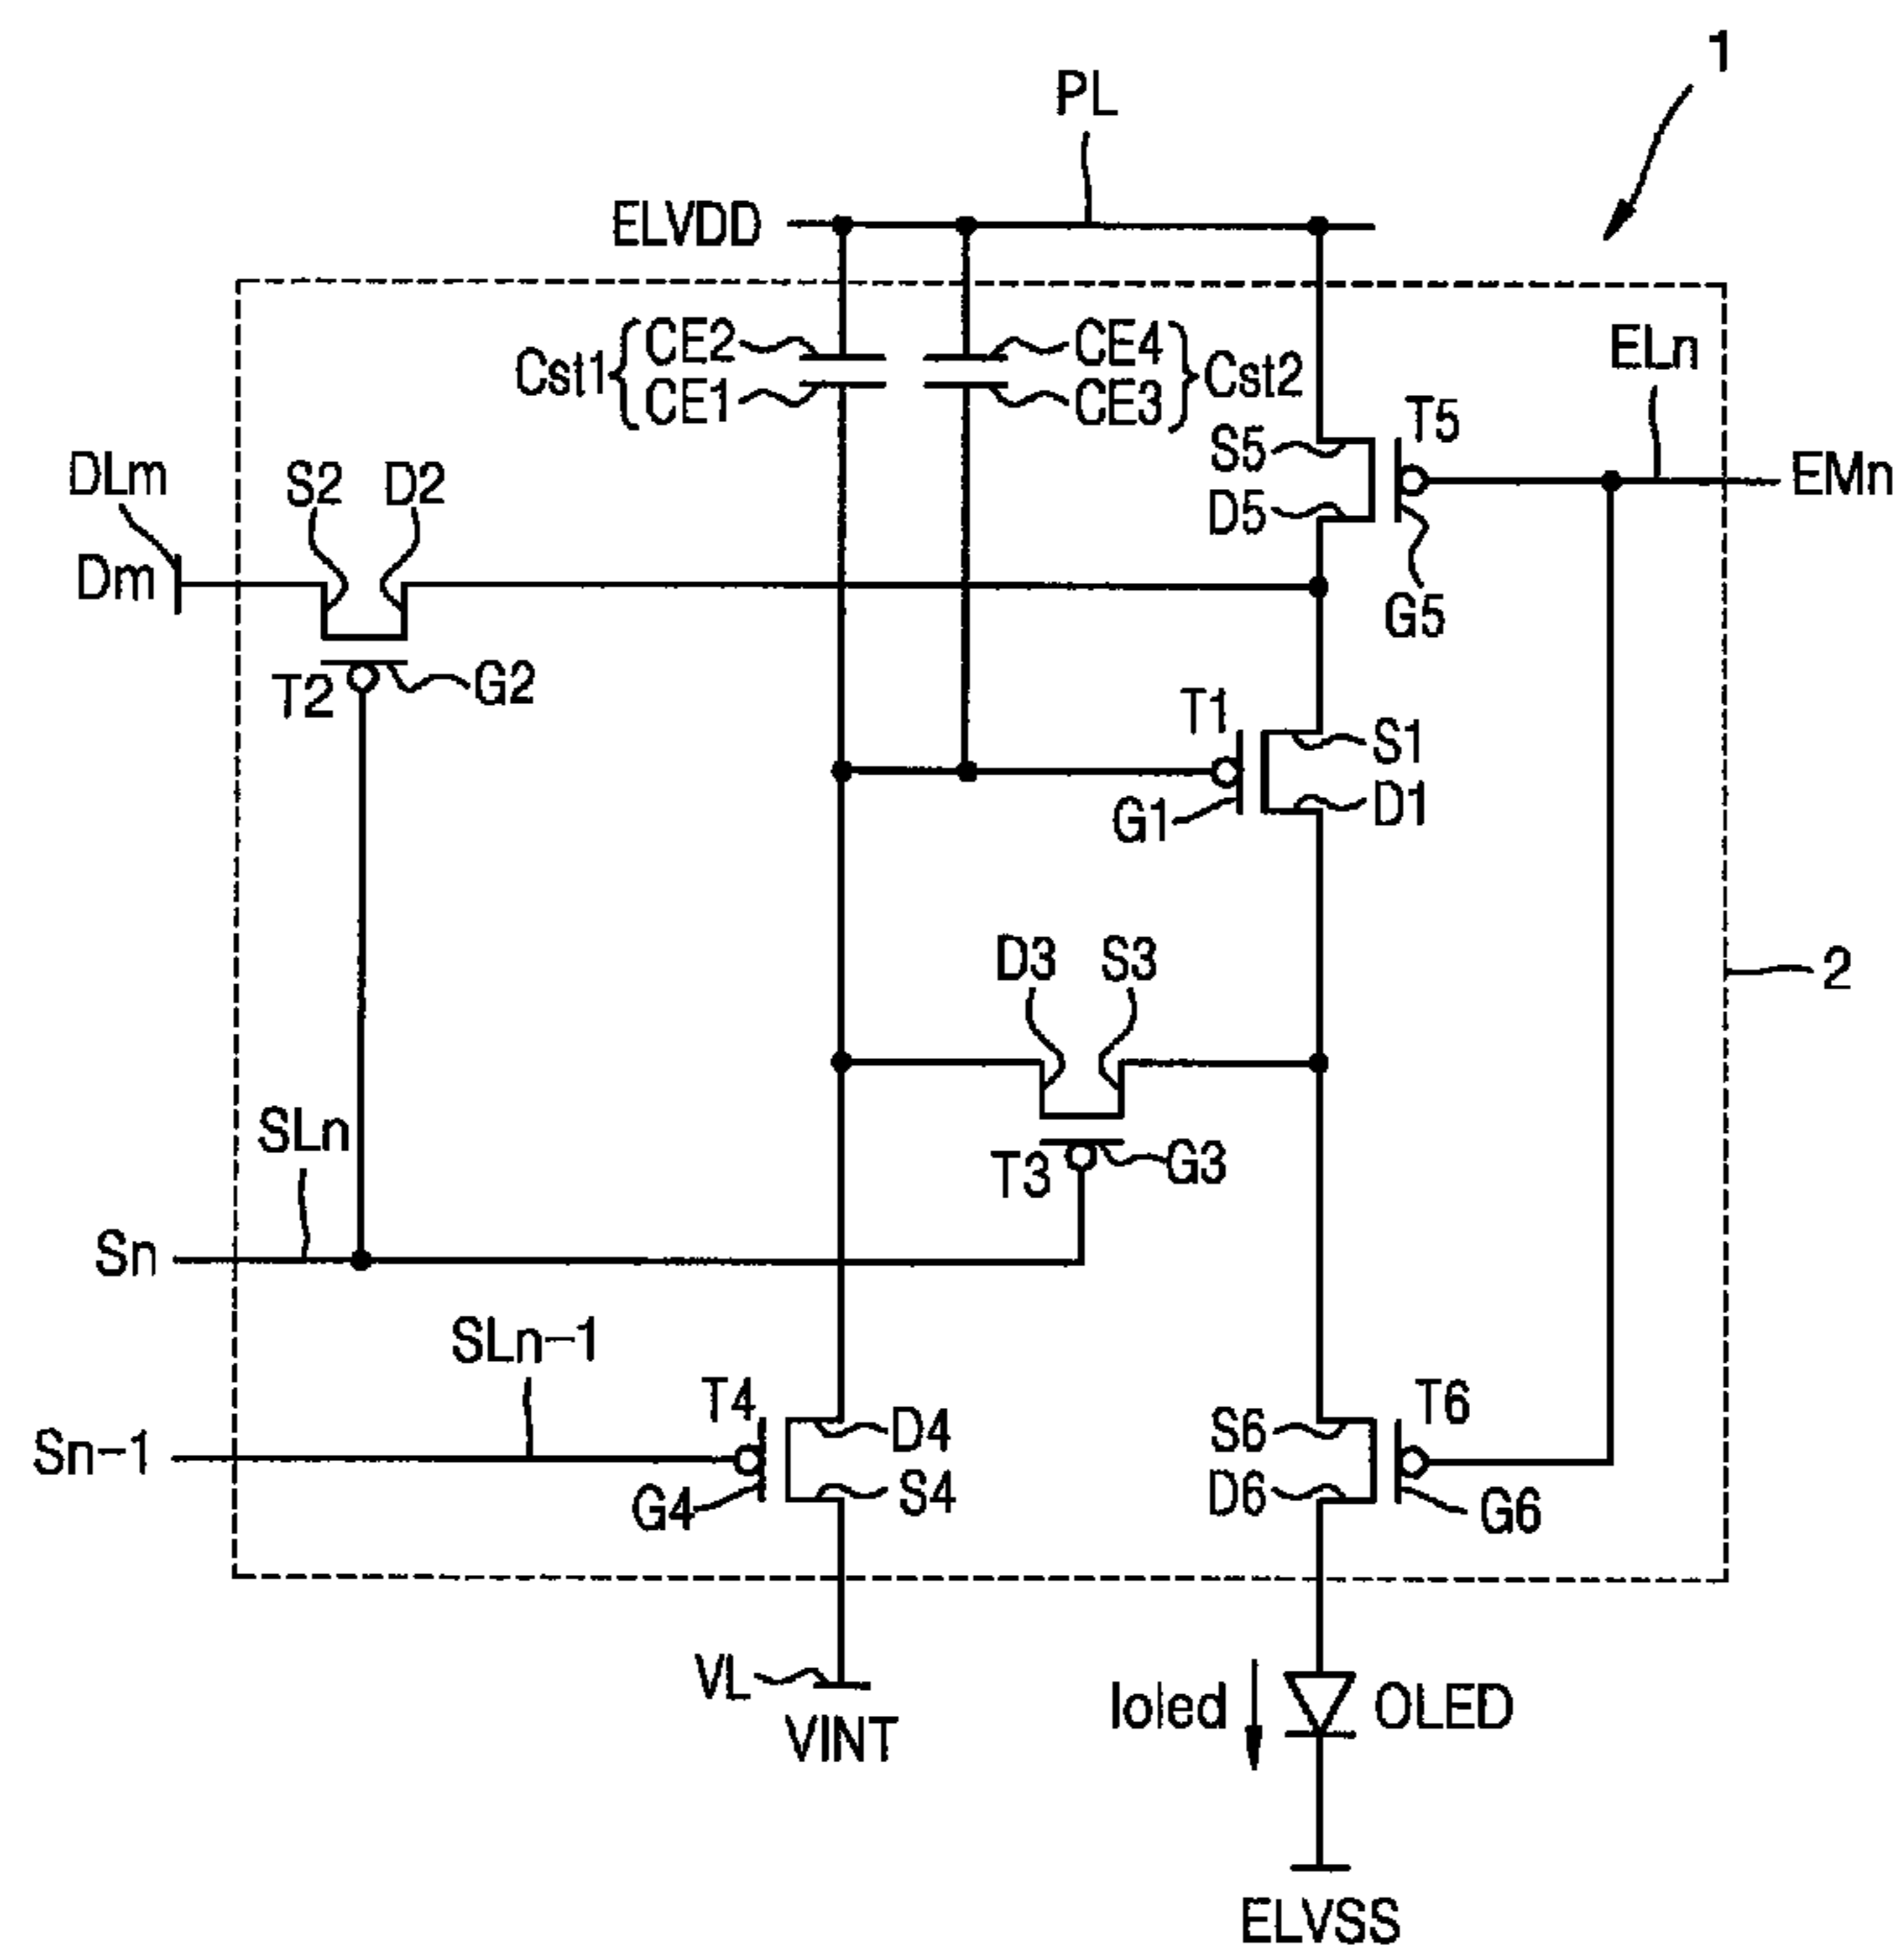 1
PL
ELVDD
Cst1 { CE2 CE4 } Cst2
CE1 CE3
ELn
T5
S5
D5
EMn
G5
DLm
S2 D2
Dm
T2 G2
T1
S1
G1 D1
D3 S3
2
SLn
T3 G3
Sn
SLn-1
T4 D4 S6 T6
Sn-1
G4 S4 D6 G6
VL
VINT
Ioled OLED
ELVSS